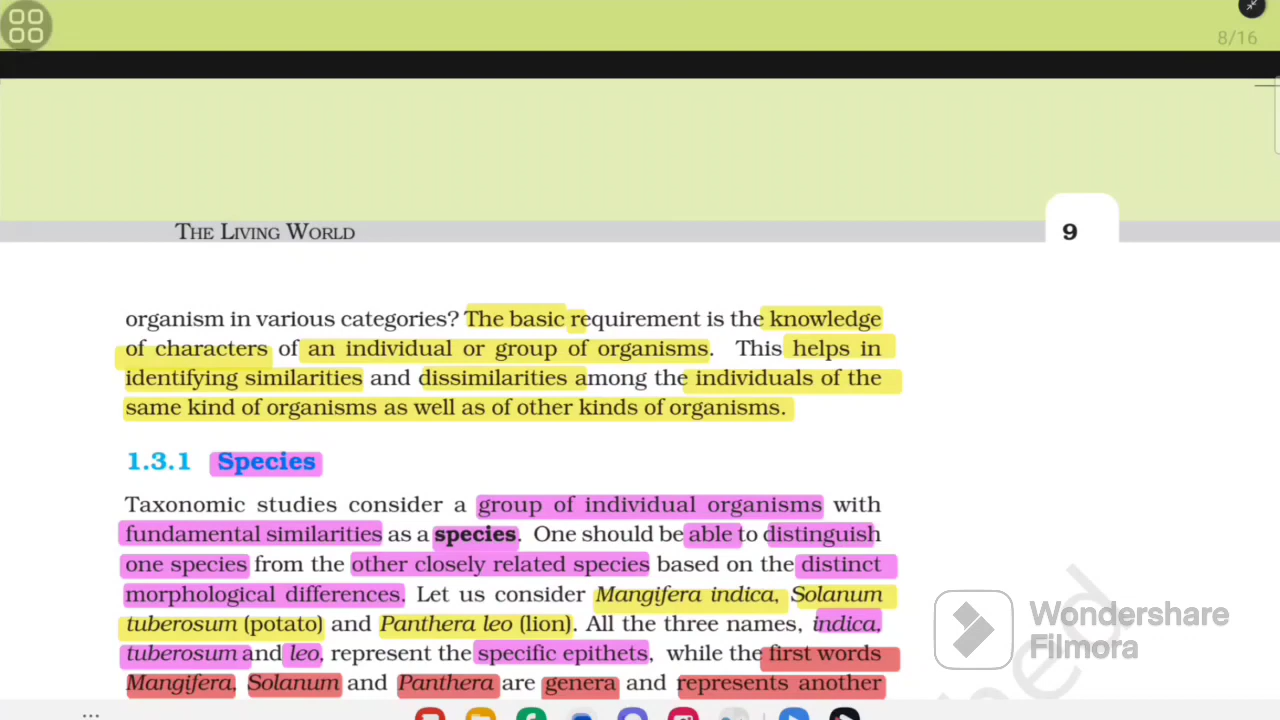 8/16
THE LIVING WORLD
9
organism in various categories? The basic requirement is the knowledge
of characters of an individual or group of organisms. This helps in
identifying similarities and dissimilarities among the individuals of the
same kind of organisms as well as of other kinds of organisms.
1.3.1 Species
Taxonomic studies consider a group of individual organisms with
fundamental similarities as a species. One should be able to distinguish
one species from the other closely related species based on the distinct
morphological differences. Let us consider Mangifera indica, Solanum
tuberosum (potato) and Panthera leo (lion). All the three names, indica,
tuberosum and leo, represent the specific epithets, while the first words
Mangifera, Solanum and Panthera are genera and represents another
Wondershare
Filmora